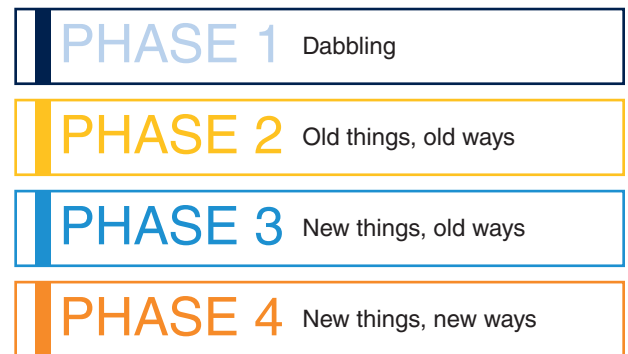 PHASE 1 Dabbling
PHASE 2 Old things, old ways
PHASE 3 New things, old ways
PHASE 4 New things, new ways